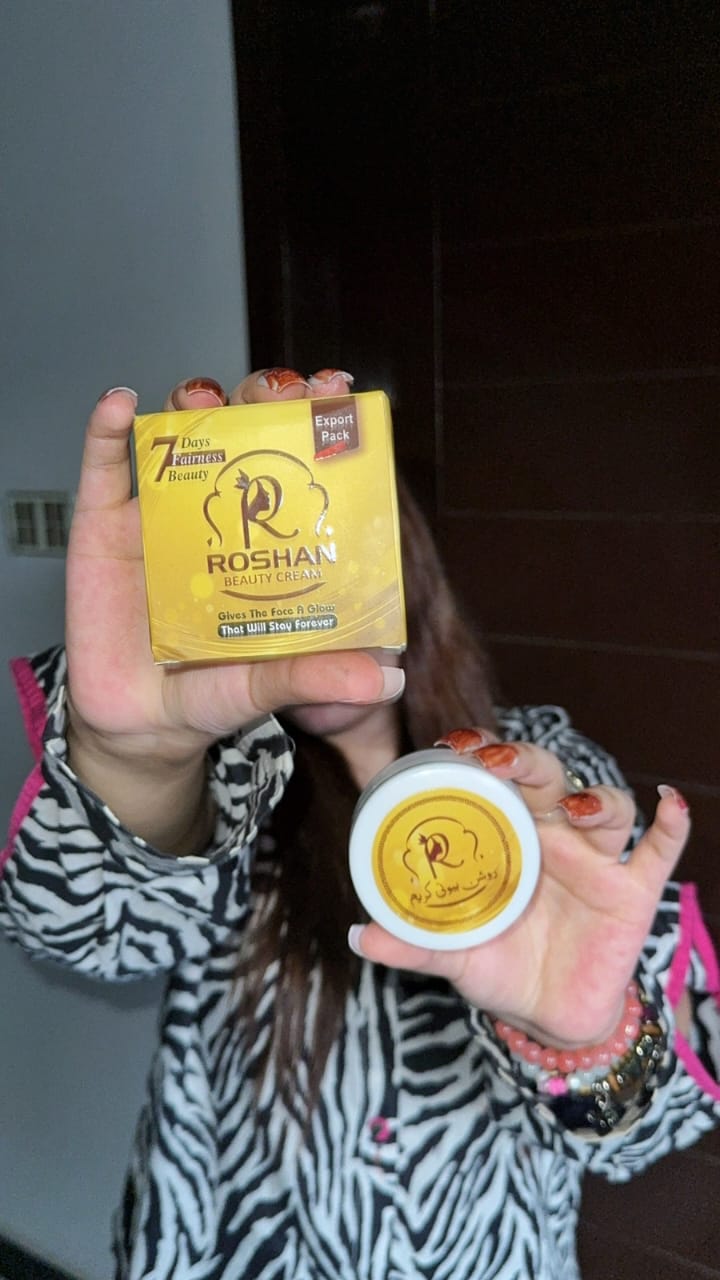 Export
Pack
7 Days
Fairness
Beauty
R
ROSHAN
BEAUTY CREAM
Gives The Face A Glow
That Will Stay Forever
R
روشن بیوٹی کریم